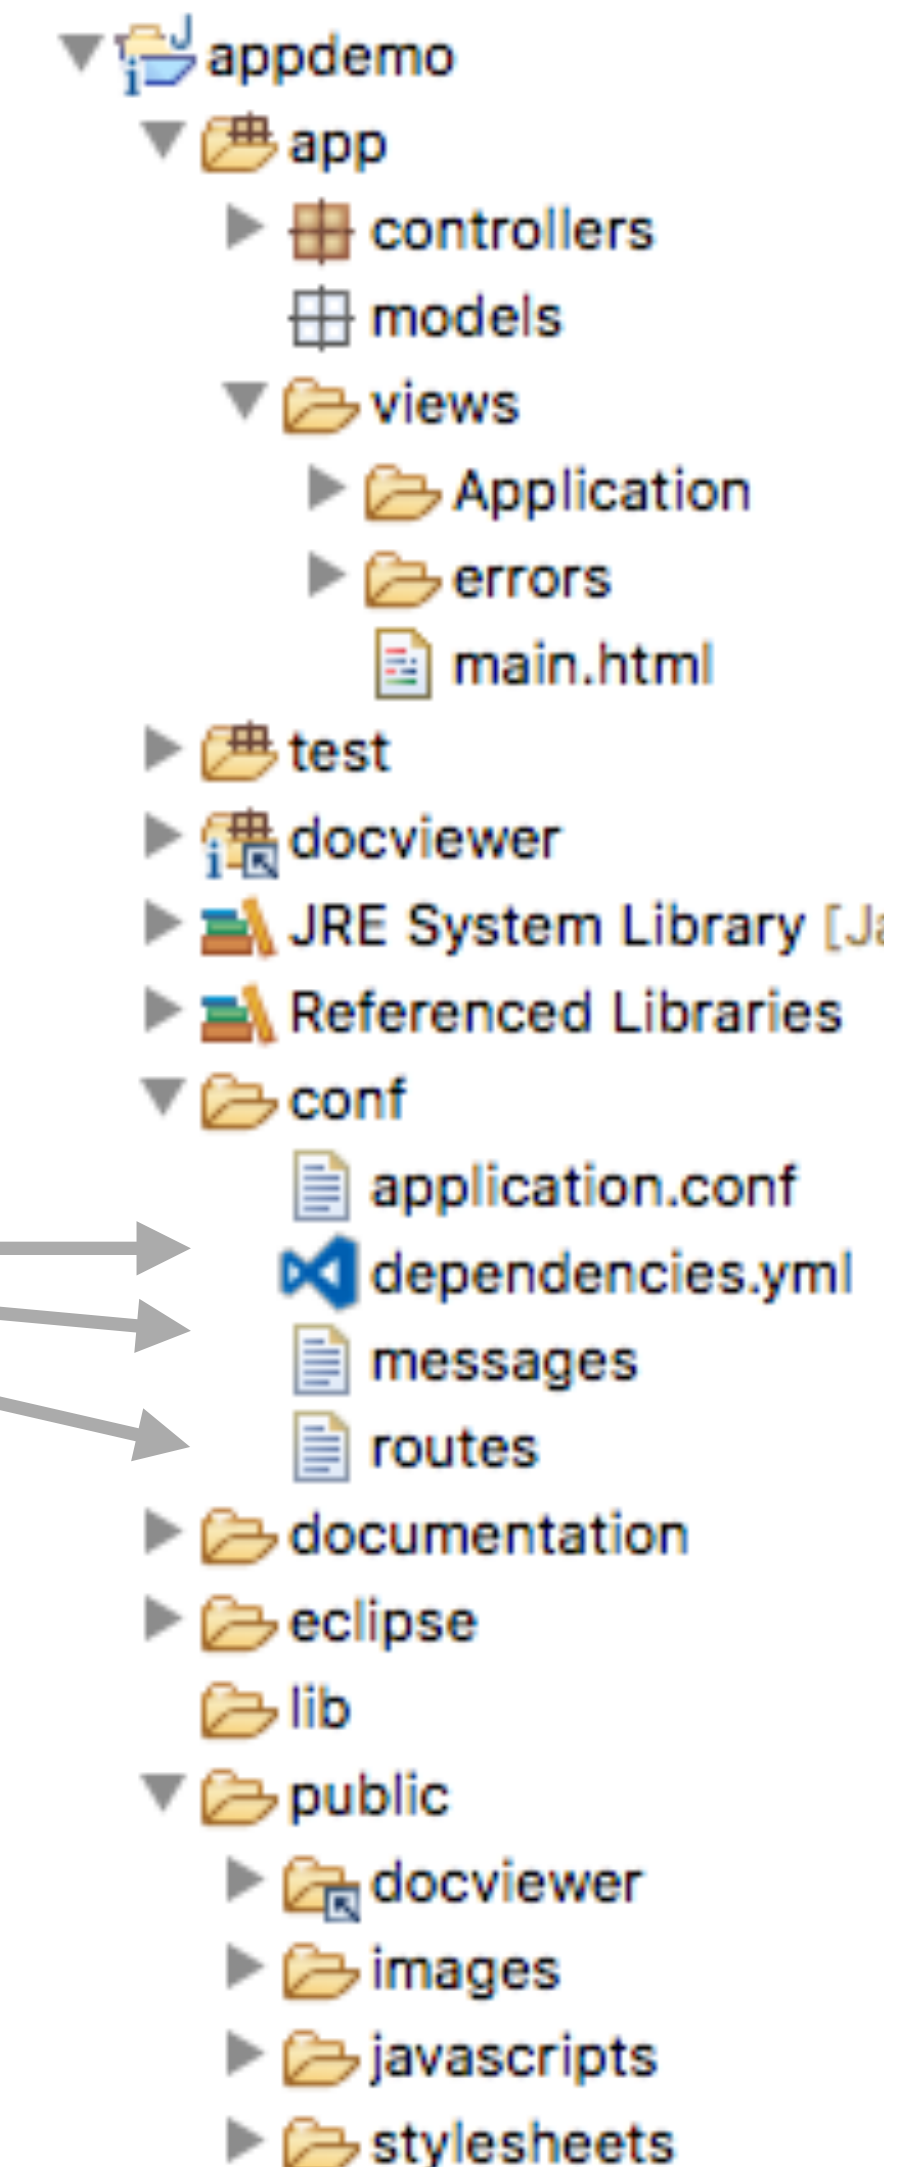 appdemo
app
controllers
models
views
Application
errors
main.html
test
docviewer
JRE System Library
Referenced Libraries
conf
application.conf
dependencies.yml
messages
routes
documentation
eclipse
lib
public
docviewer
images
javascripts
stylesheets